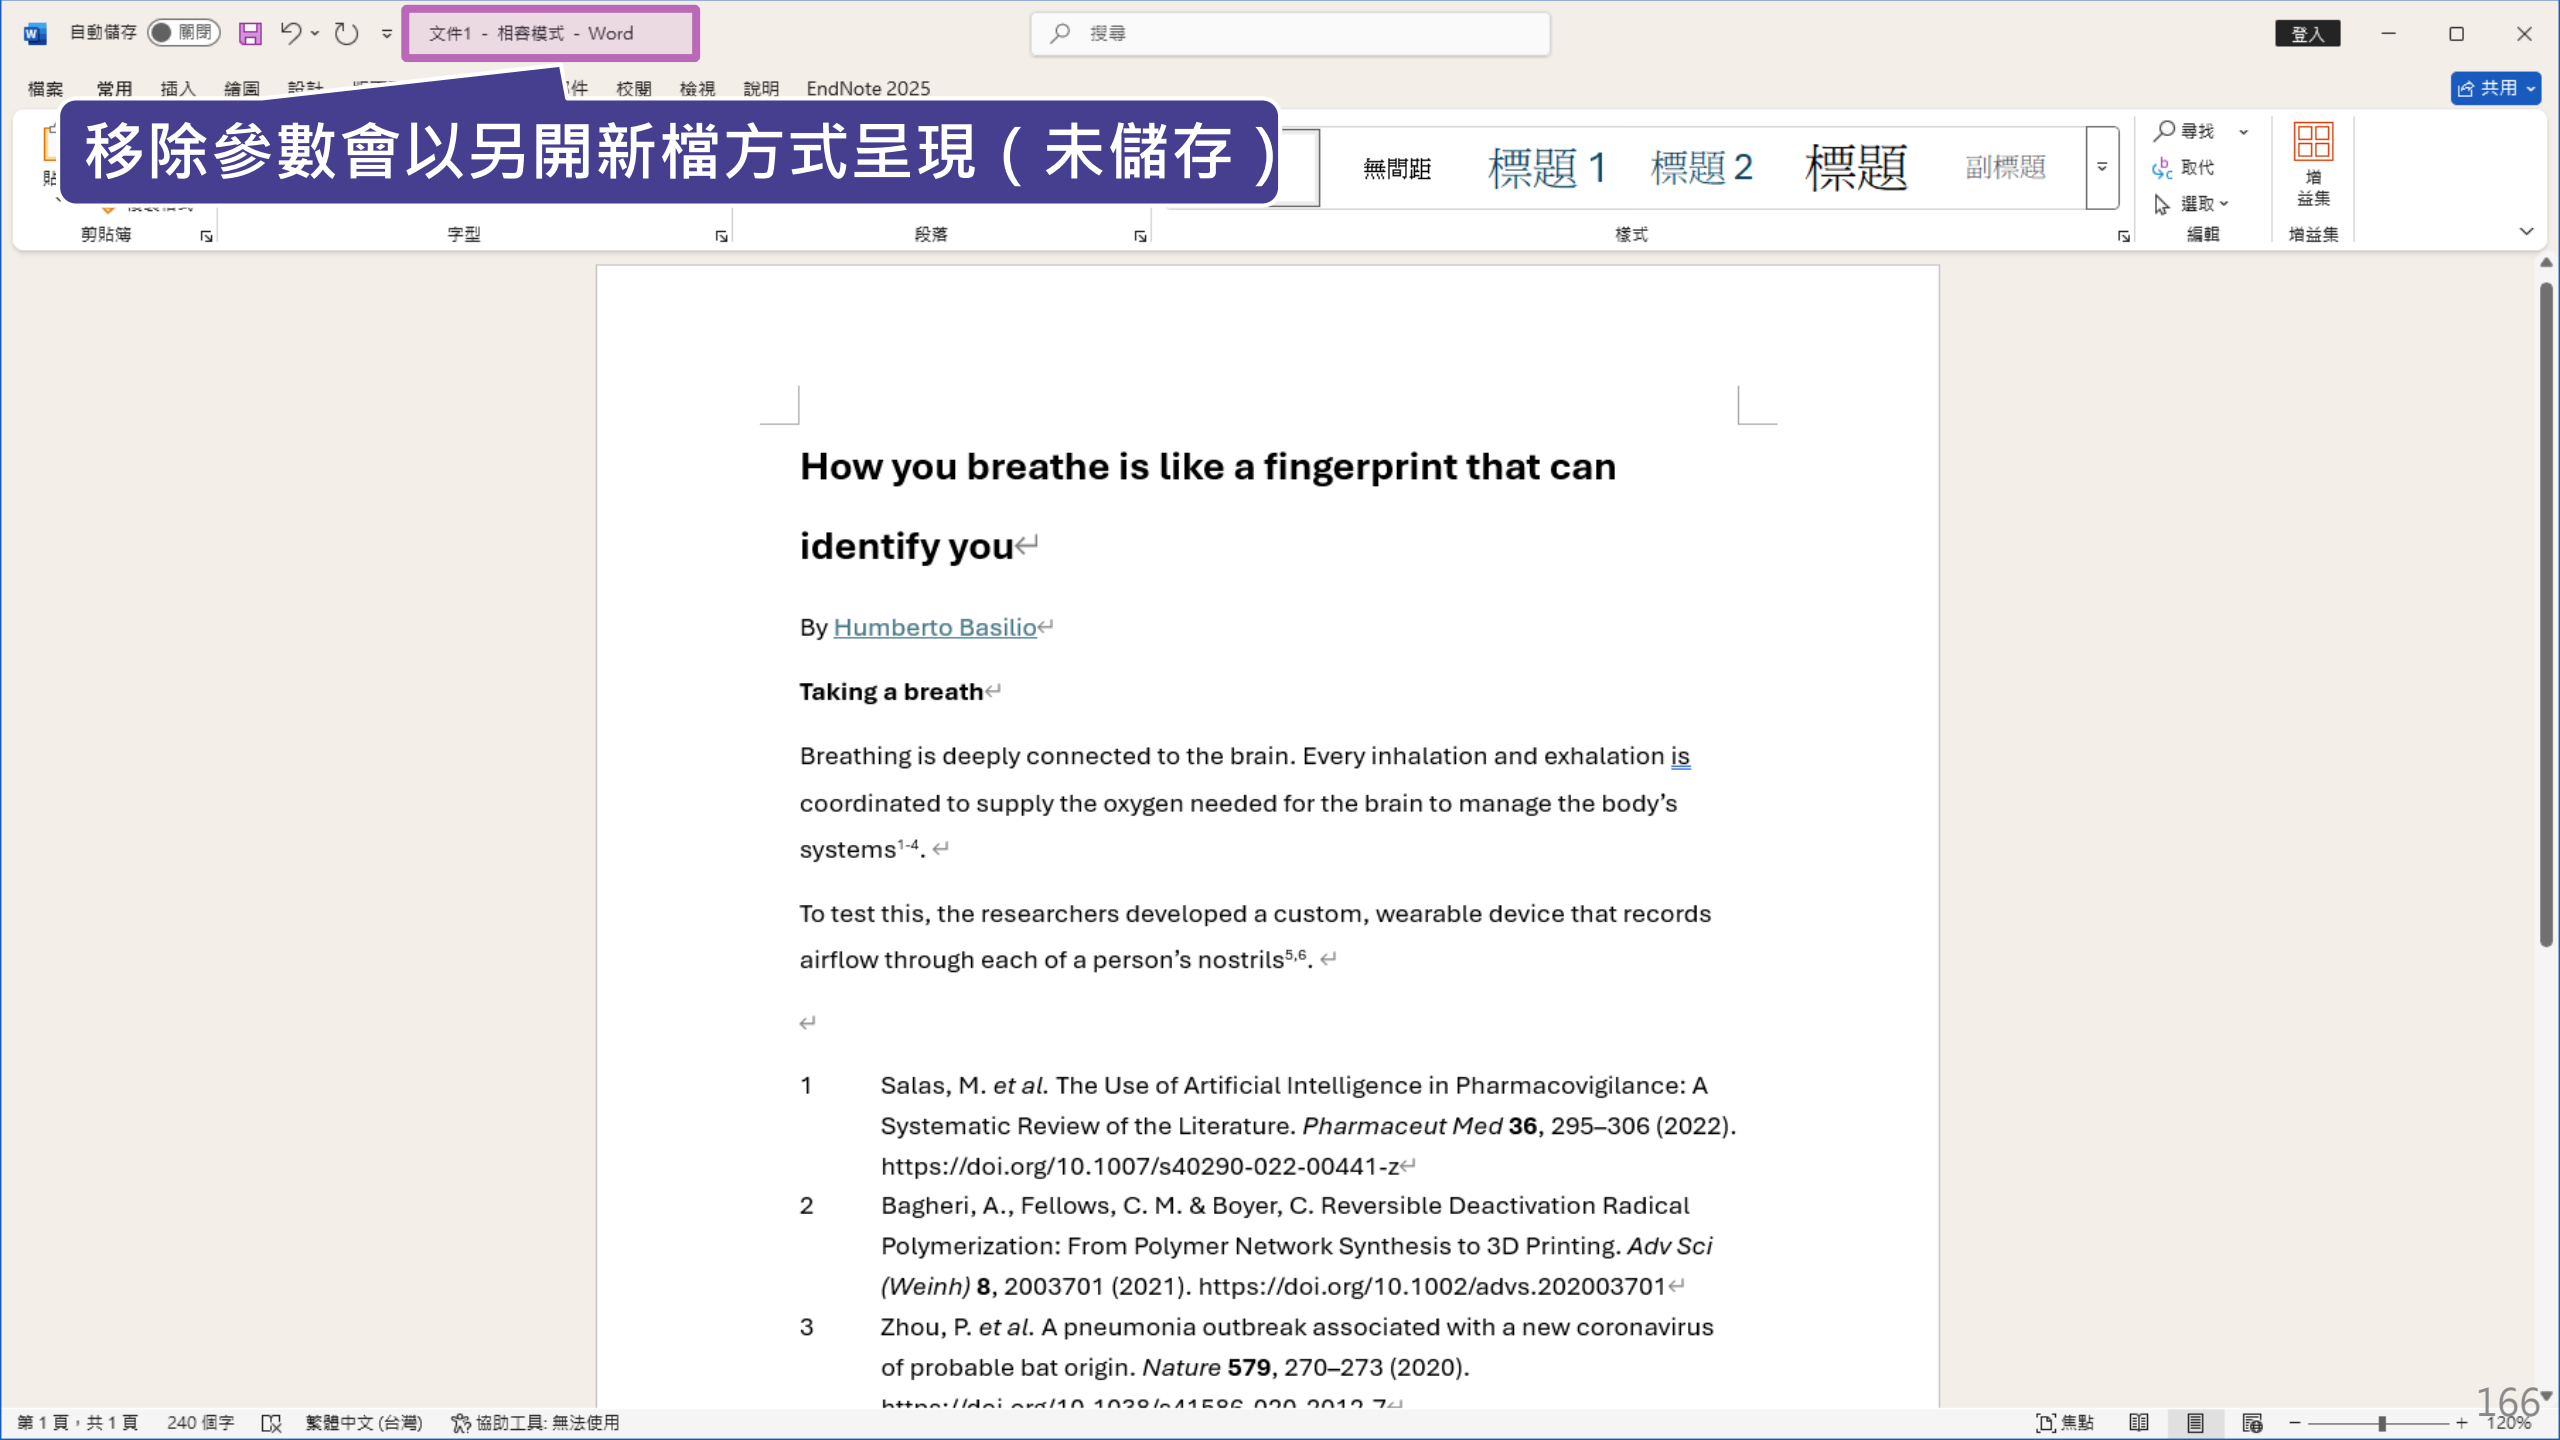 自動儲存 關閉 文件1 - 相容模式 - Word 搜尋 登入
檔案 常用 插入 繪圖 設計 件 校閱 檢視 說明 EndNote 2025 共用
移除參數會以另開新檔方式呈現（未儲存）
貼
無間距 標題 1 標題 2 標題 副標題
尋找
取代
選取
增
益集
剪貼簿 字型 段落 樣式 編輯 增益集
How you breathe is like a fingerprint that can
identify you↵
By Humberto Basilio↵
Taking a breath↵
Breathing is deeply connected to the brain. Every inhalation and exhalation is
coordinated to supply the oxygen needed for the brain to manage the body’s
systems1-4. ↵
To test this, the researchers developed a custom, wearable device that records
airflow through each of a person’s nostrils5,6. ↵
↵
1 Salas, M. et al. The Use of Artificial Intelligence in Pharmacovigilance: A
Systematic Review of the Literature. Pharmaceut Med 36, 295–306 (2022).
https://doi.org/10.1007/s40290-022-00441-z↵
2 Bagheri, A., Fellows, C. M. & Boyer, C. Reversible Deactivation Radical
Polymerization: From Polymer Network Synthesis to 3D Printing. Adv Sci
(Weinh) 8, 2003701 (2021). https://doi.org/10.1002/advs.202003701↵
3 Zhou, P. et al. A pneumonia outbreak associated with a new coronavirus
of probable bat origin. Nature 579, 270–273 (2020).
https://doi.org/10.1038/s41586-020-2012-7↵
166
第 1 頁，共 1 頁 240 個字 繁體中文 (台灣) 協助工具: 無法使用 焦點 120%